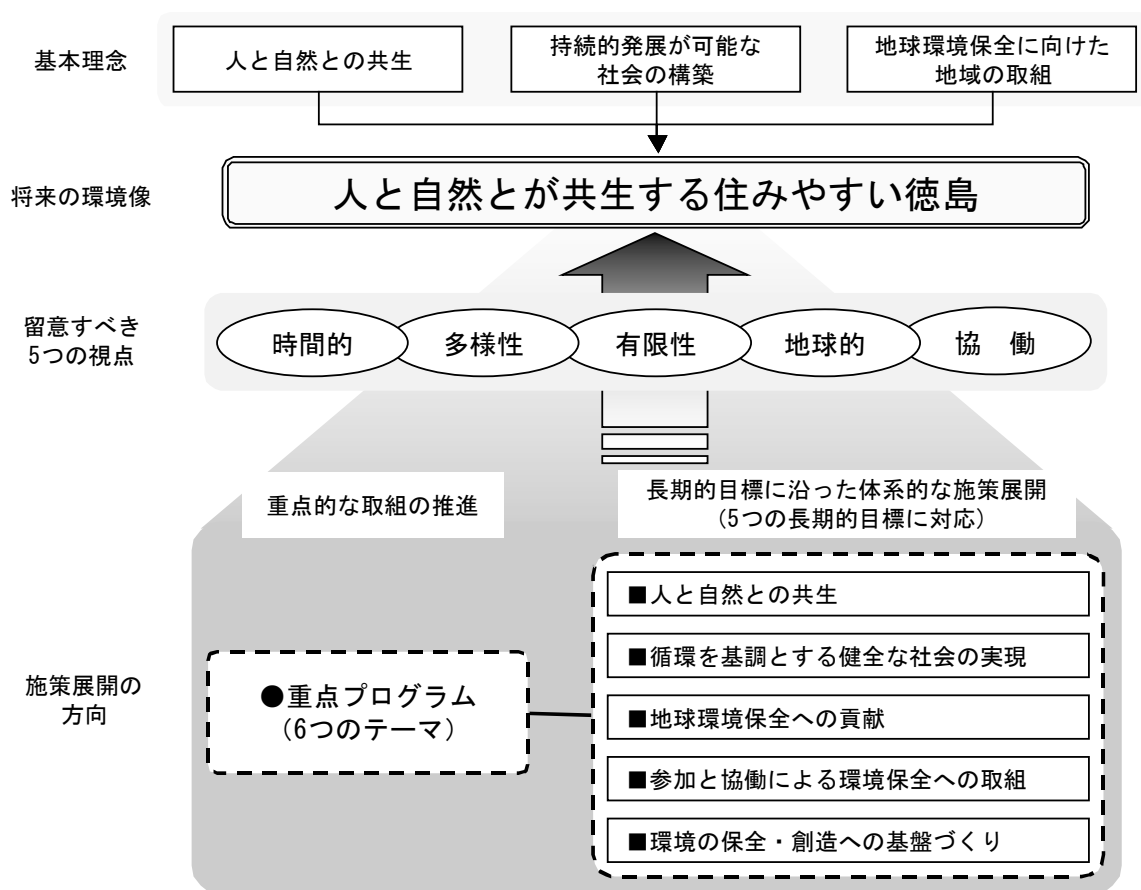 基本理念
人と自然との共生
持続的発展が可能な
社会の構築
地球環境保全に向けた
地域の取組
将来の環境像
人と自然とが共生する住みやすい徳島
留意すべき
5つの視点
時間的
多様性
有限性
地球的
協　働
重点的な取組の推進
長期的目標に沿った体系的な施策展開
(5つの長期的目標に対応)
施策展開の
方向
●重点プログラム
(6つのテーマ)
■人と自然との共生
■循環を基調とする健全な社会の実現
■地球環境保全への貢献
■参加と協働による環境保全への取組
■環境の保全・創造への基盤づくり